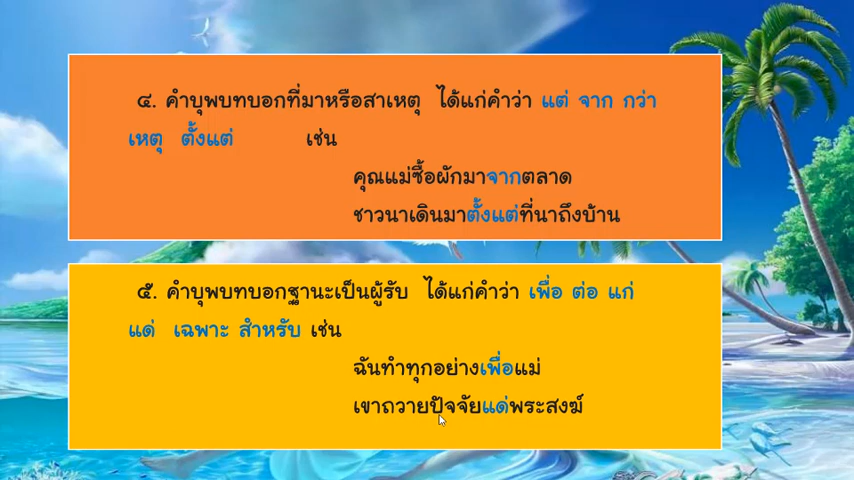 ๔. คำบุพบทบอกที่มาหรือสาเหตุ ได้แก่คำว่า แต่ จาก กว่า
เหตุ ตั้งแต่ เช่น
คุณแม่ซื้อผักมาจากตลาด
ชาวนาเดินมาตั้งแต่ที่นาถึงบ้าน
๕. คำบุพบทบอกฐานะเป็นผู้รับ ได้แก่คำว่า เพื่อ ต่อ แก่
แด่ เฉพาะ สำหรับ เช่น
ฉันทำทุกอย่างเพื่อแม่
เขาถวายปัจจัยแด่พระสงฆ์